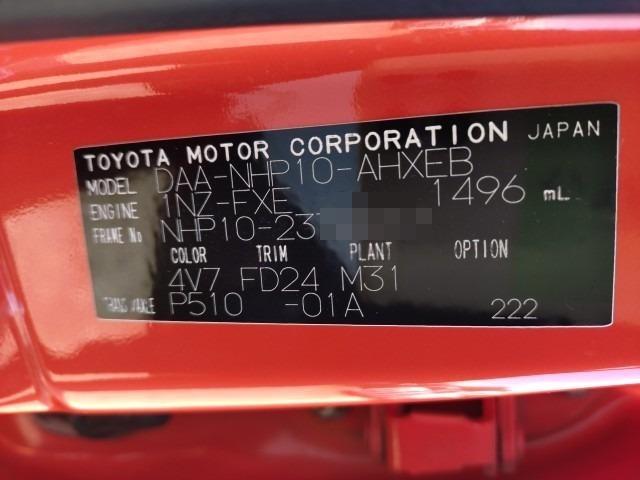 TOYOTA MOTOR CORPORATION JAPAN
MODEL DAA-NHP10-AHXEB
ENGINE 1NZ-FXE 1496 mL
FRAME No NHP10-23
COLOR TRIM PLANT OPTION
4V7 FD24 M31
TRANS/AXLE P510 -01A 222